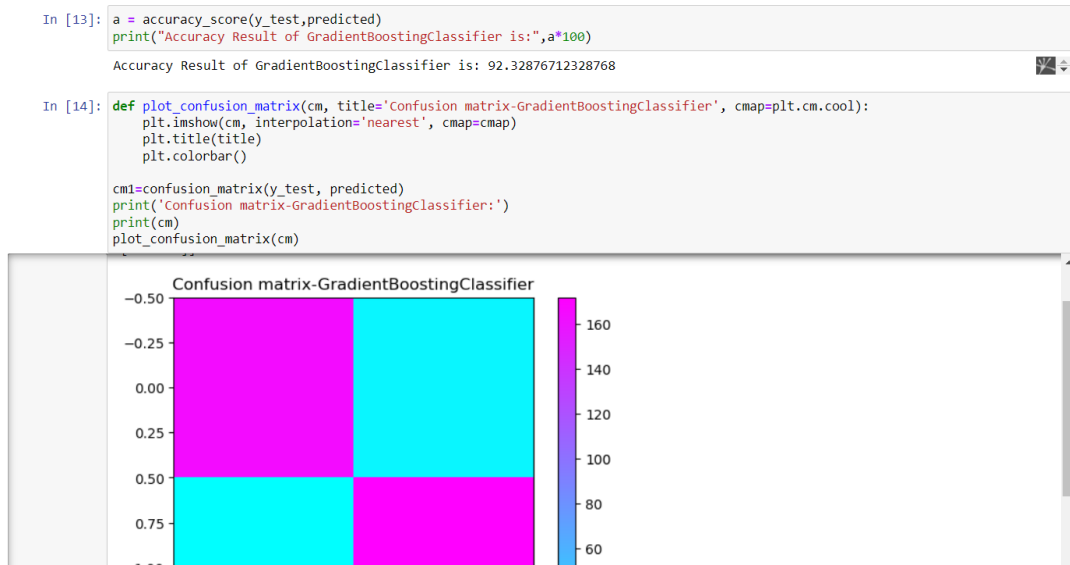 In [13]: a = accuracy_score(y_test,predicted)
print("Accuracy Result of GradientBoostingClassifier is:",a*100)
Accuracy Result of GradientBoostingClassifier is: 92.32876712328768
In [14]: def plot_confusion_matrix(cm, title='Confusion matrix-GradientBoostingClassifier', cmap=plt.cm.cool):
    plt.imshow(cm, interpolation='nearest', cmap=cmap)
    plt.title(title)
    plt.colorbar()
cm1=confusion_matrix(y_test, predicted)
print('Confusion matrix-GradientBoostingClassifier:')
print(cm)
plot_confusion_matrix(cm)
Confusion matrix-GradientBoostingClassifier
−0.50
−0.25
0.00
0.25
0.50
0.75
160
140
120
100
80
60